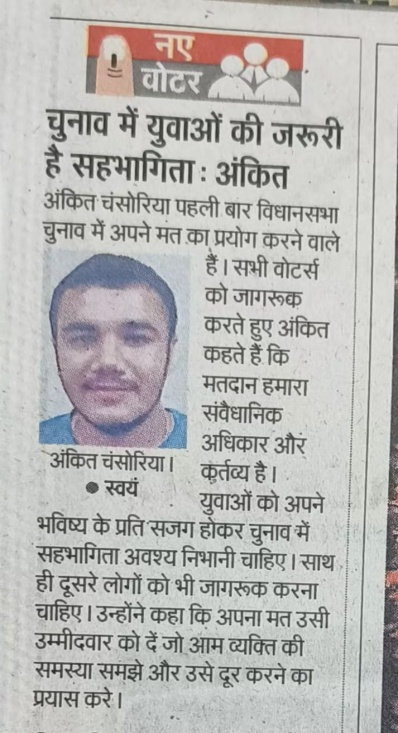 नए
वोटर
चुनाव में युवाओं की जरूरी
है सहभागिता : अंकित
अंकित चंसोरिया पहली बार विधानसभा
चुनाव में अपने मत का प्रयोग करने वाले
हैं। सभी वोटर्स
को जागरूक
करते हुए अंकित
कहते हैं कि
मतदान हमारा
संवैधानिक
अधिकार और
कर्तव्य है।
युवाओं को अपने
अंकित चंसोरिया।
● स्वयं
भविष्य के प्रति सजग होकर चुनाव में
सहभागिता अवश्य निभानी चाहिए। साथ
ही दूसरे लोगों को भी जागरूक करना
चाहिए। उन्होंने कहा कि अपना मत उसी
उम्मीदवार को दें जो आम व्यक्ति की
समस्या समझे और उसे दूर करने का
प्रयास करे।